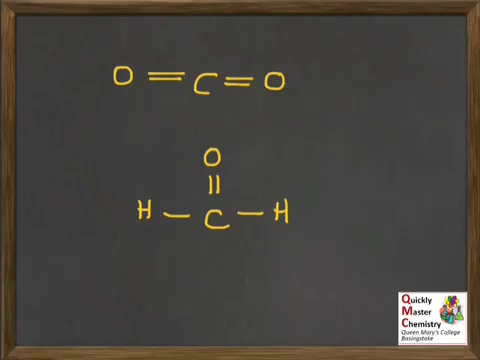 O = C = O
O
||
H — C — H
Quickly
Master
Chemistry
Queen Mary's College
Basingstoke